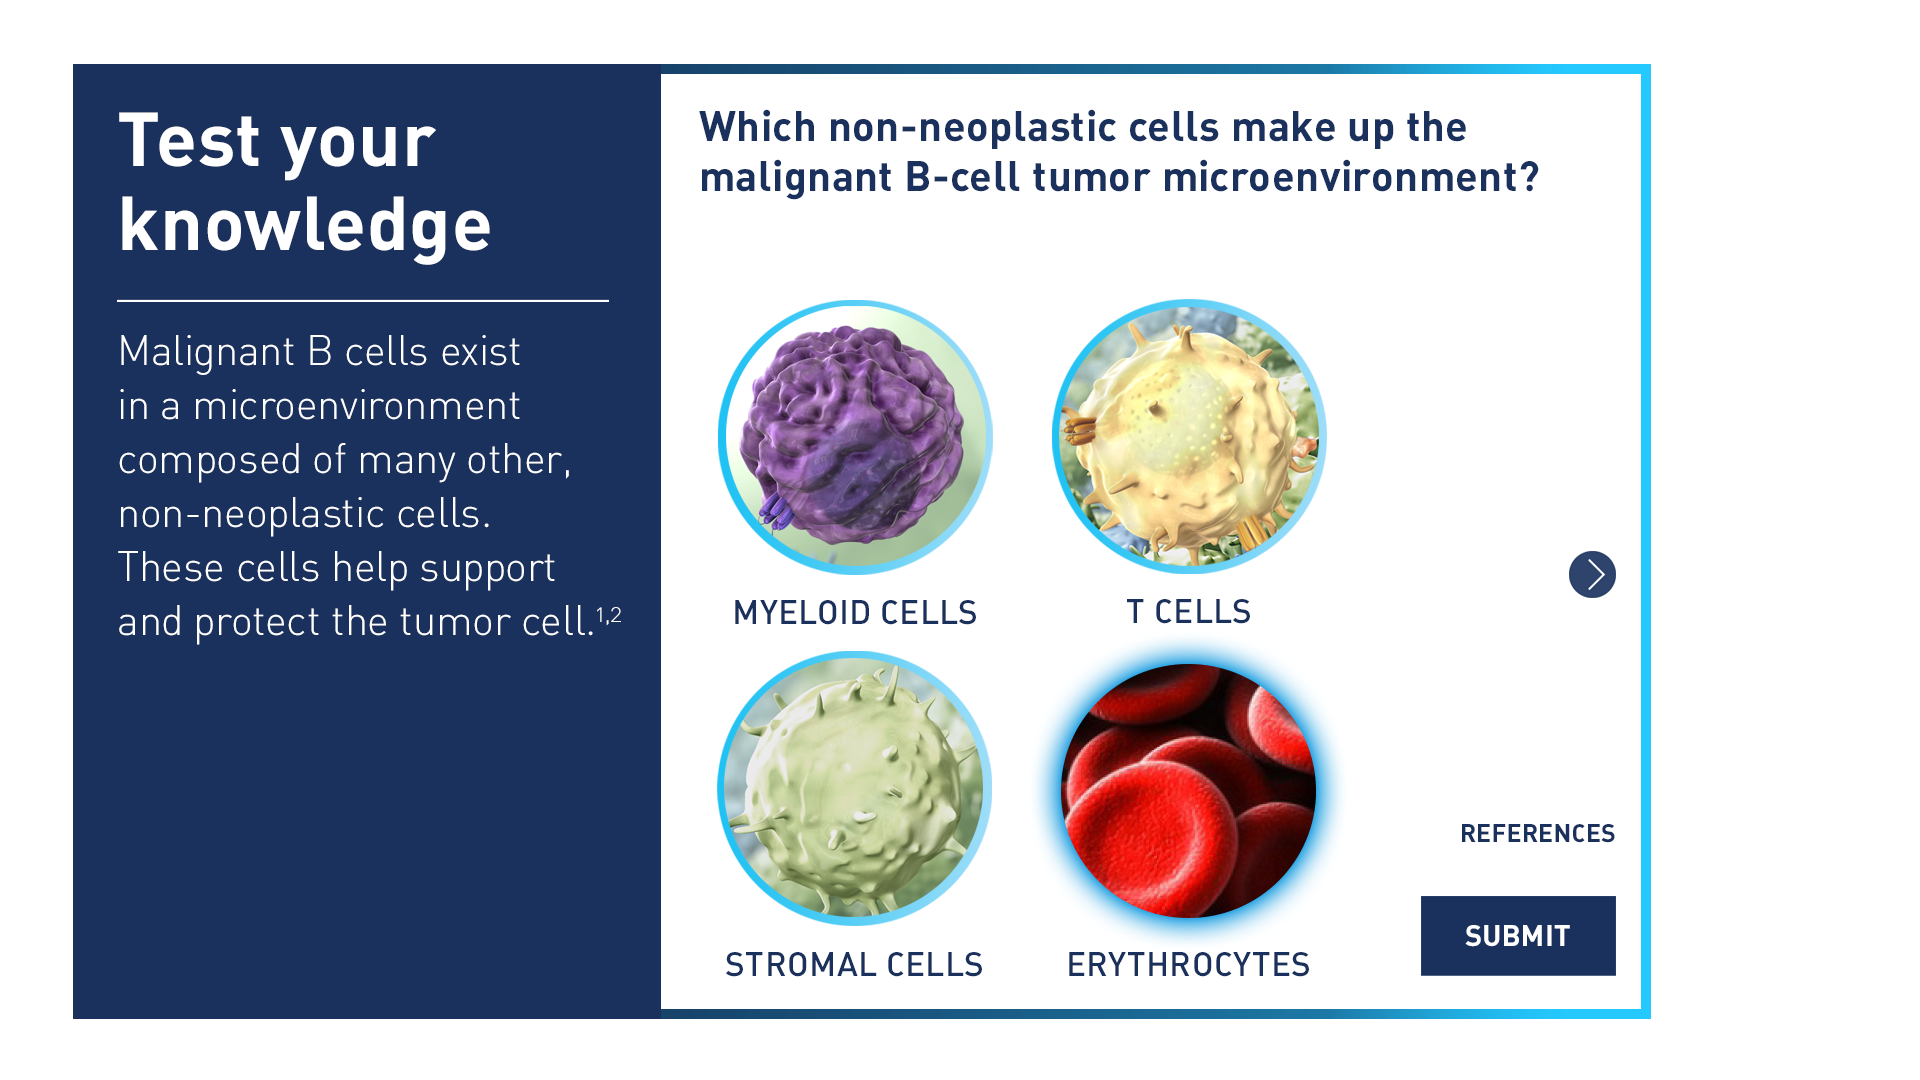 Test your
knowledge
Malignant B cells exist
in a microenvironment
composed of many other,
non-neoplastic cells.
These cells help support
and protect the tumor cell.1,2
Which non-neoplastic cells make up the
malignant B-cell tumor microenvironment?
MYELOID CELLS
T CELLS
STROMAL CELLS
ERYTHROCYTES
REFERENCES
SUBMIT